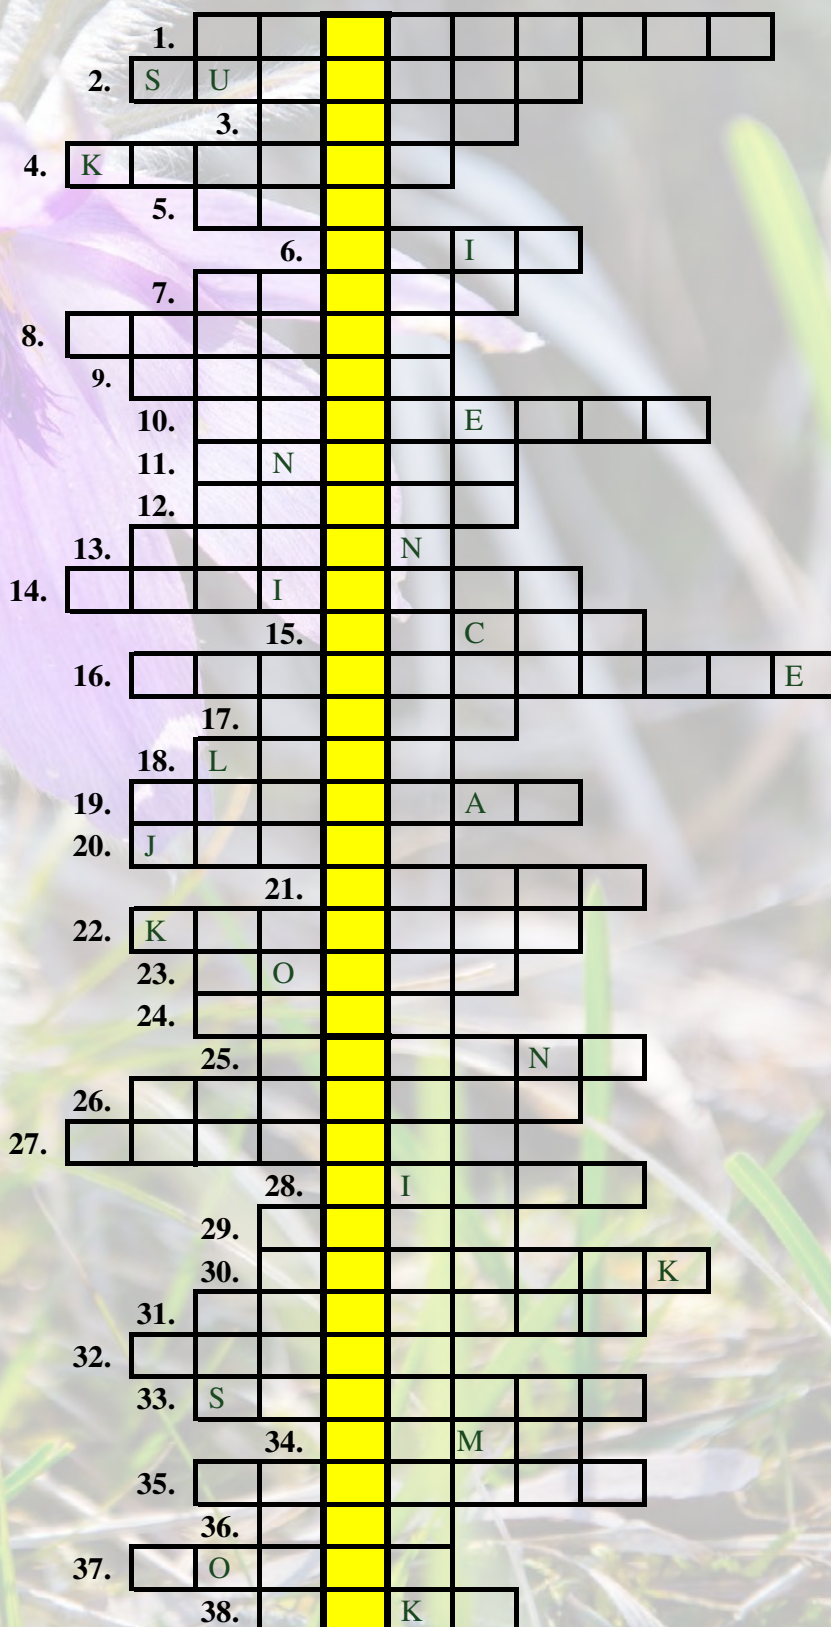 1.
2. S U
3.
4. K
5.
6. I
7.
8.
9.
10. E
11. N
12.
13. N
14. I
15. C
16. E
17.
18. L
19. A
20. J
21.
22. K
23. O
24.
25. N
26.
27.
28. I
29.
30. K
31.
32.
33. S
34. M
35.
36.
37. O
38. K